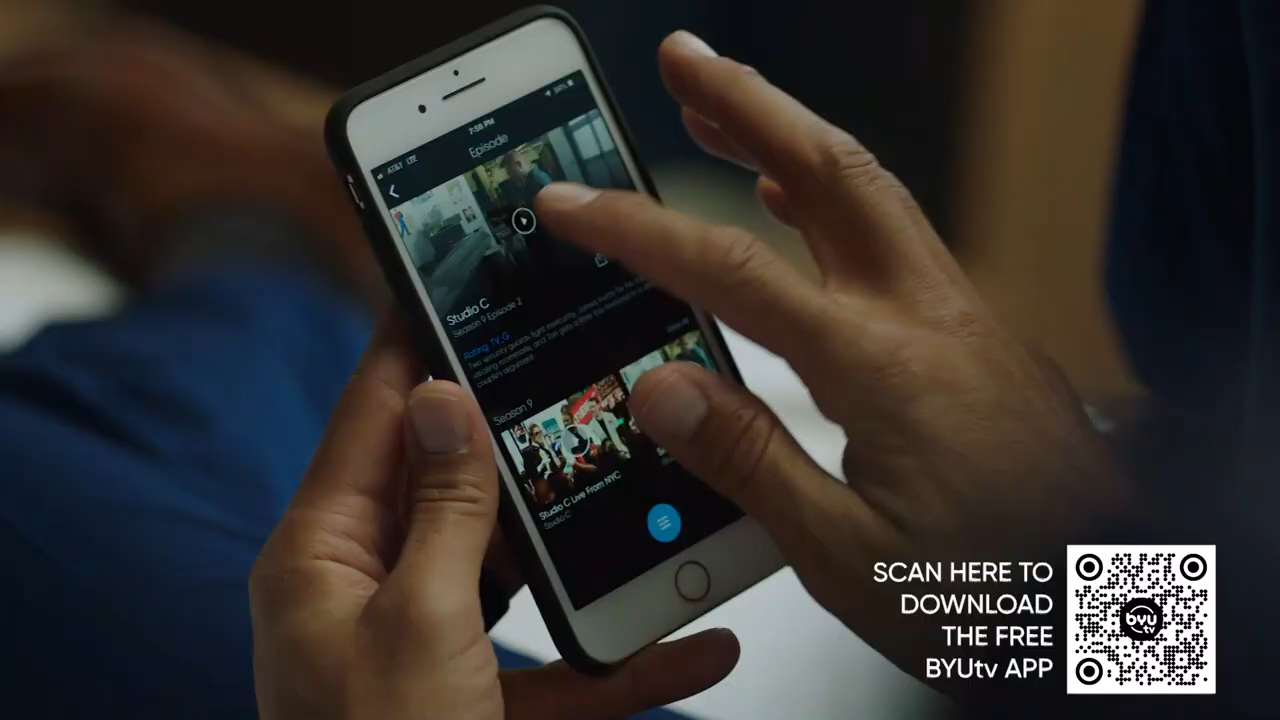 AT&T LTE
7:58 PM
Episode
Studio C
Season 9 Episode 2
Rating: TV-G
Season 9
Studio C Live From NYC
Studio C
SCAN HERE TO
DOWNLOAD
THE FREE
BYUtv APP
byu
tv